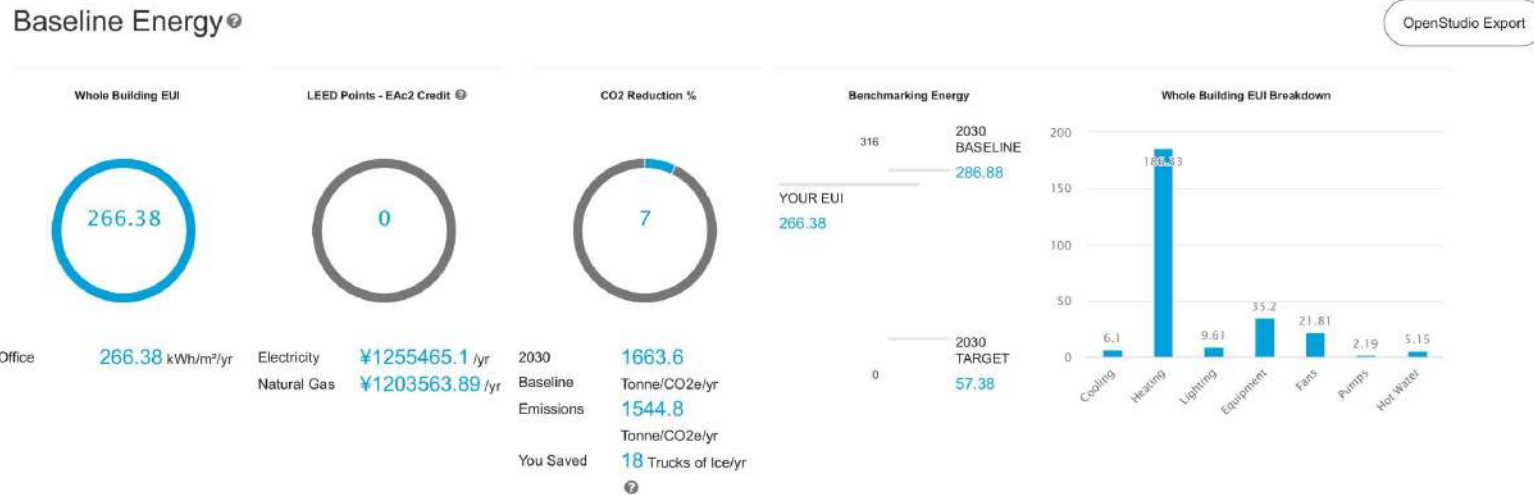 Baseline Energy
OpenStudio Export
Whole Building EUI
266.38
Office 266.38 kWh/m²/yr
LEED Points - EAc2 Credit
0
Electricity ¥1255465.1 /yr
Natural Gas ¥1203563.89 /yr
CO2 Reduction %
7
2030 1663.6
Baseline Tonne/CO2e/yr
Emissions 1544.8
Tonne/CO2e/yr
You Saved 18 Trucks of Ice/yr
Benchmarking Energy
316
2030
BASELINE
286.88
YOUR EUI
266.38
2030
TARGET
0
57.38
Whole Building EUI Breakdown
200
150
100
50
0
6.1
186.33
9.61
35.2
21.81
2.19
5.15
Cooling
Heating
Lighting
Equipment
Fans
Pumps
Hot Water